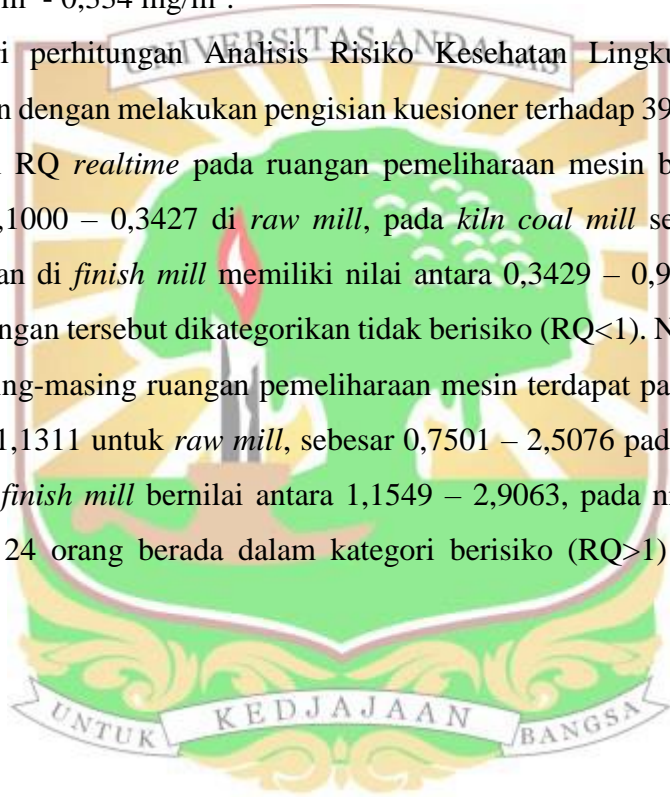 - 0,334 mg/m³.
UNIVERSITAS ANDALAS
ri perhitungan Analisis Risiko Kesehatan Lingku
n dengan melakukan pengisian kuesioner terhadap 39
RQ realtime pada ruangan pemeliharaan mesin b
,1000 – 0,3427 di raw mill, pada kiln coal mill se
an di finish mill memiliki nilai antara 0,3429 – 0,9
ngan tersebut dikategorikan tidak berisiko (RQ<1). N
ing-masing ruangan pemeliharaan mesin terdapat pa
1,1311 untuk raw mill, sebesar 0,7501 – 2,5076 pad
finish mill bernilai antara 1,1549 – 2,9063, pada ni
24 orang berada dalam kategori berisiko (RQ>1)
UNTUK KEDJAJAAN BANGSA